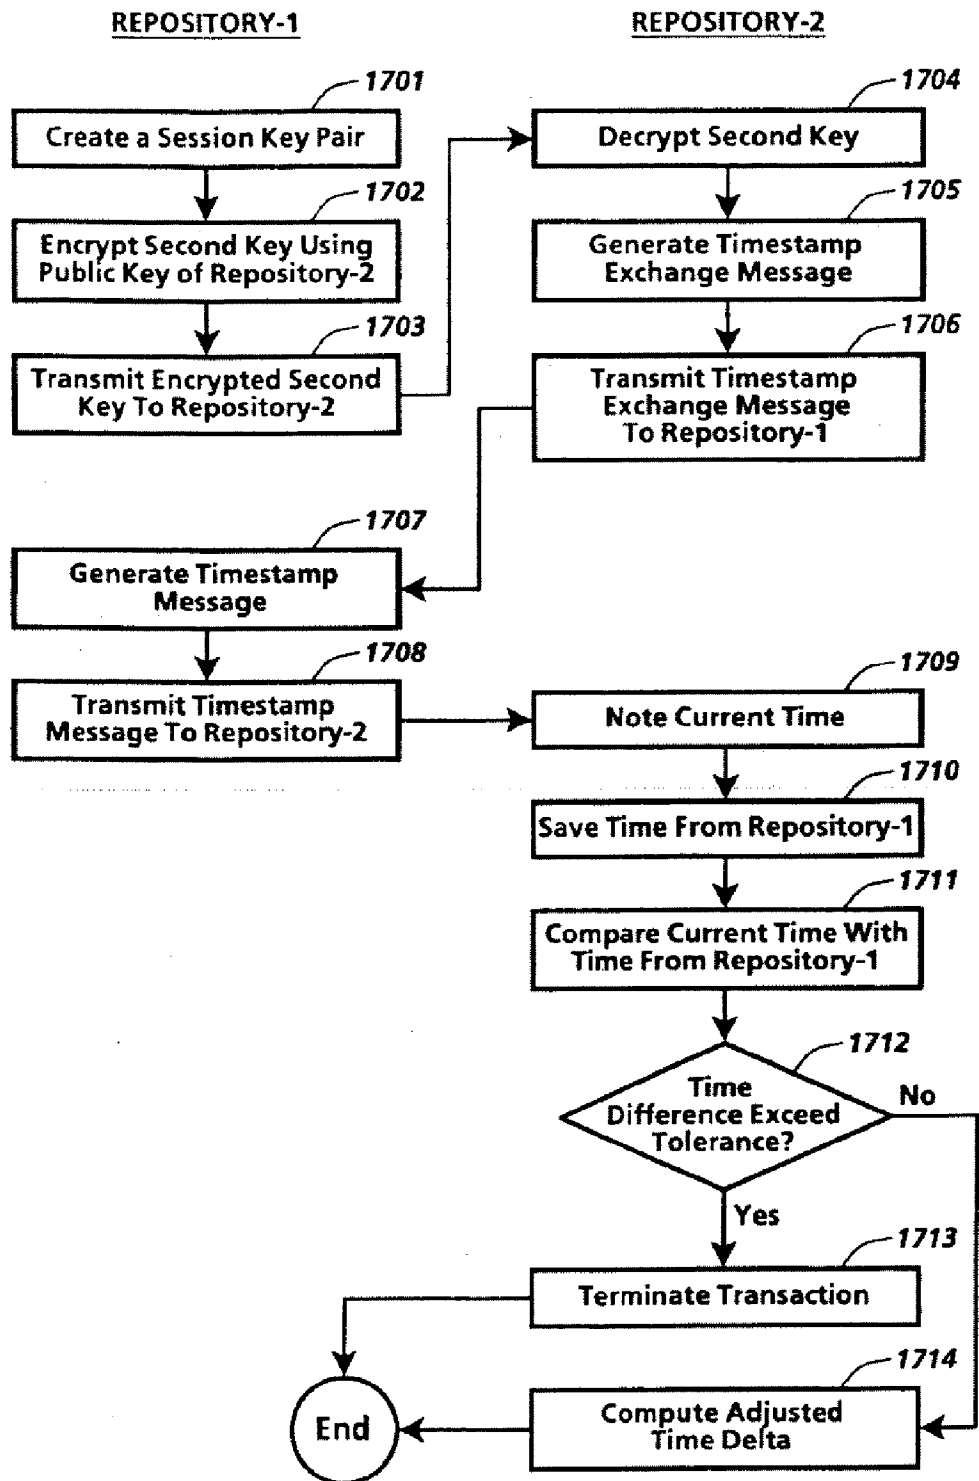 REPOSITORY-1
REPOSITORY-2
1701
Create a Session Key Pair
1702
Encrypt Second Key Using
Public Key of Repository-2
1703
Transmit Encrypted Second
Key To Repository-2
1704
Decrypt Second Key
1705
Generate Timestamp
Exchange Message
1706
Transmit Timestamp
Exchange Message
To Repository-1
1707
Generate Timestamp
Message
1708
Transmit Timestamp
Message To Repository-2
1709
Note Current Time
1710
Save Time From Repository-1
1711
Compare Current Time With
Time From Repository-1
1712
Time
Difference Exceed
Tolerance?
No
Yes
1713
Terminate Transaction
1714
Compute Adjusted
Time Delta
End